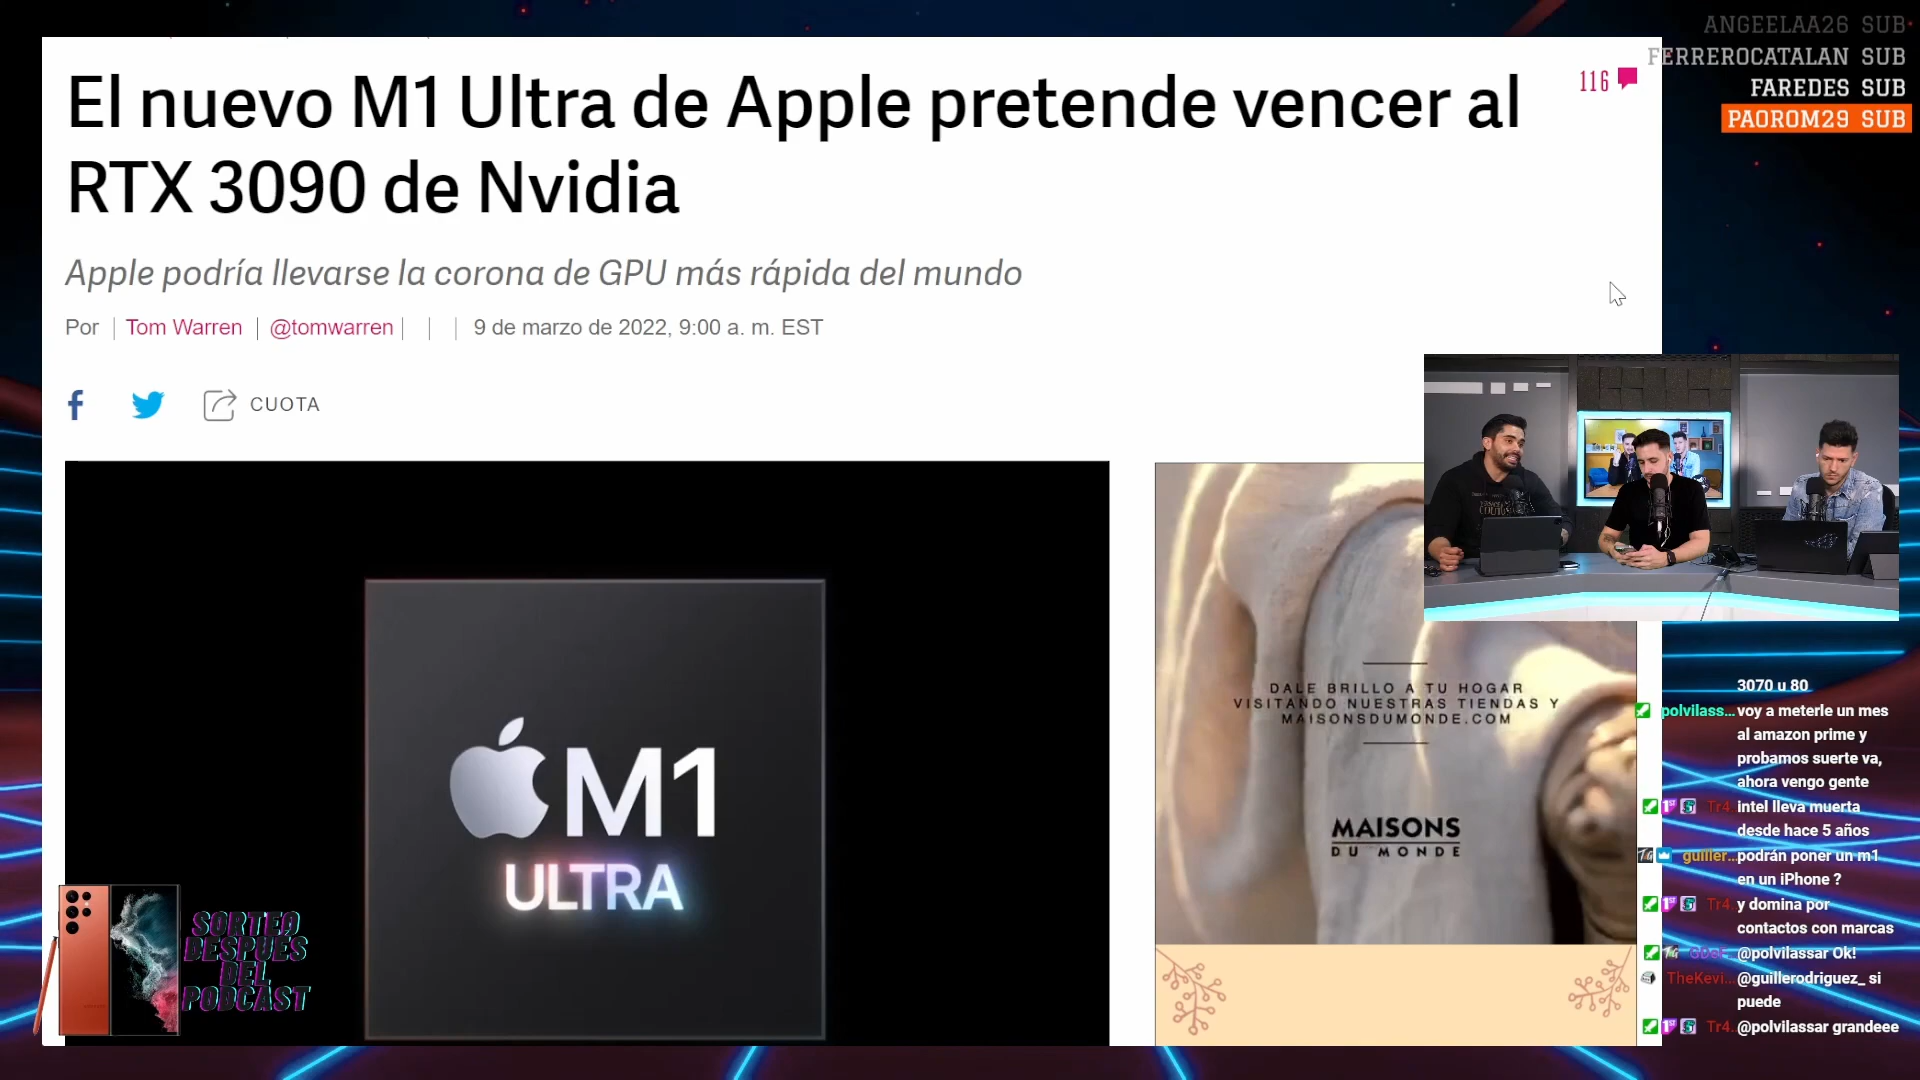 ANGEELAA26 SUB
FERREROCATALAN SUB
FAREDES SUB
PAOROM29 SUB
El nuevo M1 Ultra de Apple pretende vencer al
RTX 3090 de Nvidia
116
Apple podría llevarse la corona de GPU más rápida del mundo
Por | Tom Warren | @tomwarren | | | 9 de marzo de 2022, 9:00 a. m. EST
CUOTA
M1
ULTRA
DALE BRILLO A TU HOGAR
VISITANDO NUESTRAS TIENDAS Y
MAISONSDUMONDE.COM
MAISONS
DU MONDE
SORTEO
DESPUÉS
DEL
PODCAST
3070 u 80
polvilass... voy a meterle un mes
al amazon prime y
probamos suerte va,
ahora vengo gente
Tr4. intel lleva muerta
desde hace 5 años
guiller... podrán poner un m1
en un iPhone ?
Tr4. y domina por
contactos con marcas
@polvilassar Ok!
TheKevi... @guillerodriguez_ si
puede
Tr4. @polvilassar grandeee